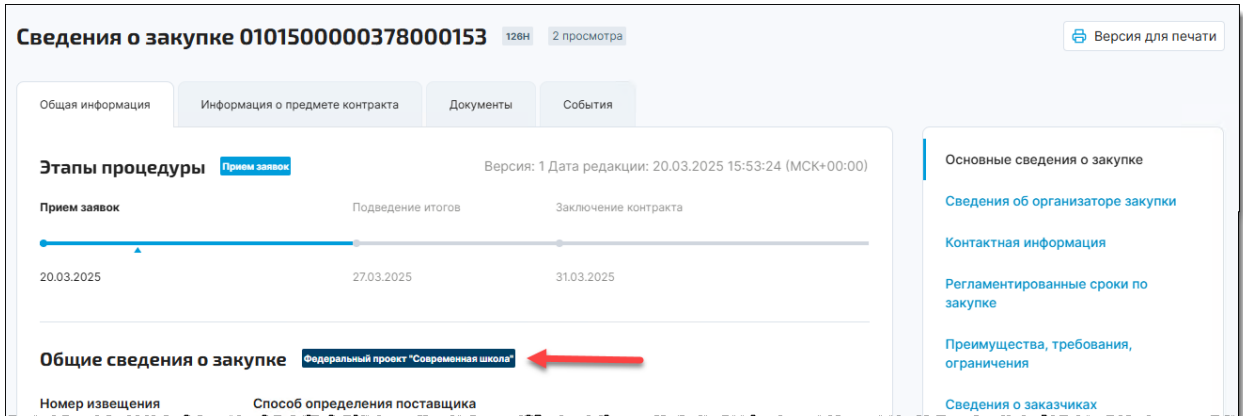 Сведения о закупке 0101500000378000153 126Н 2 просмотра Версия для печати
Общая информация Информация о предмете контракта Документы События
Этапы процедуры Прием заявок Версия: 1 Дата редакции: 20.03.2025 15:53:24 (МСК+00:00)
Прием заявок Подведение итогов Заключение контракта
20.03.2025 27.03.2025 31.03.2025
Общие сведения о закупке Федеральный проект "Современная школа"
Номер извещения Способ определения поставщика
Основные сведения о закупке
Сведения об организаторе закупки
Контактная информация
Регламентированные сроки по
закупке
Преимущества, требования,
ограничения
Сведения о заказчиках